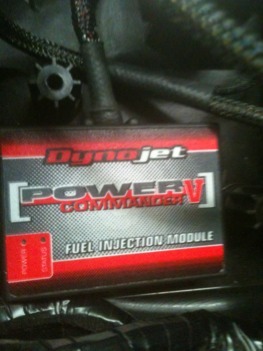 Dynojet
POWER V
COMMANDER
FUEL INJECTION MODULE
POWER
STATUS